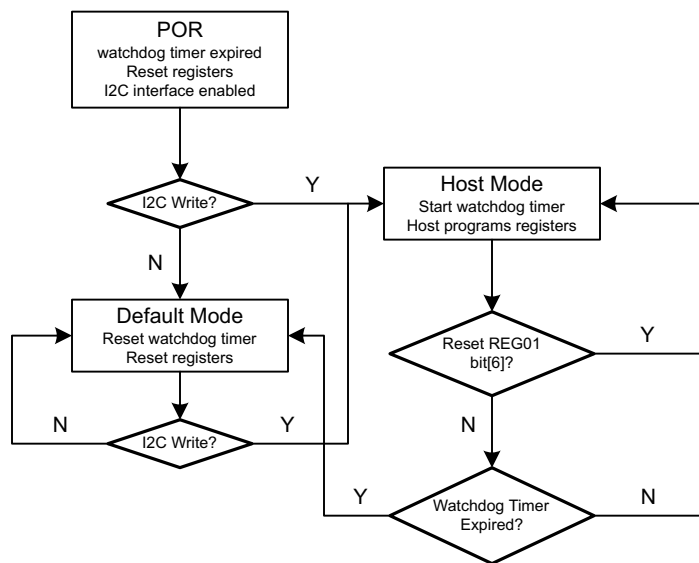 POR
watchdog timer expired
Reset registers
I2C interface enabled
I2C Write?
Y
N
Host Mode
Start watchdog timer
Host programs registers
Default Mode
Reset watchdog timer
Reset registers
Reset REG01
bit[6]?
Y
N
I2C Write?
N
Y
Watchdog Timer
Expired?
Y
N